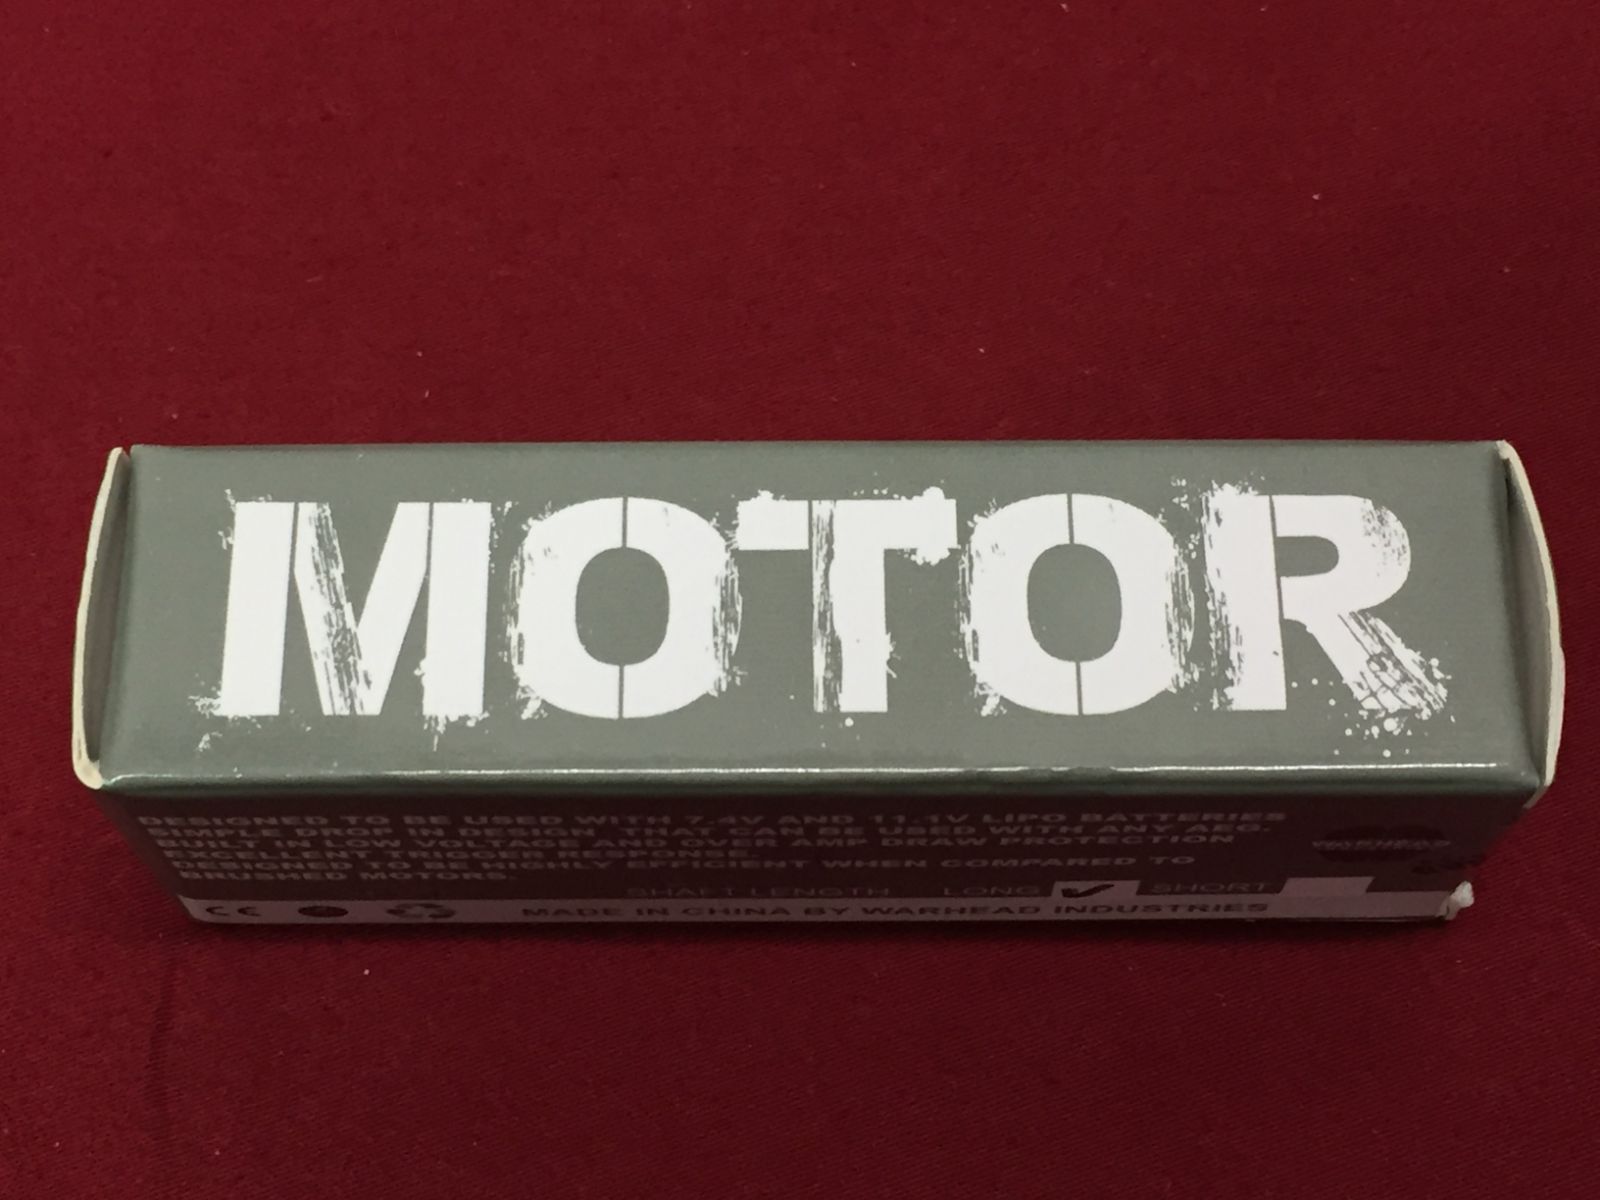 MOTOR
DESIGNED TO BE USED WITH 7.4V AND 11.1V LIPO BATTERIES
SIMPLE DROP IN DESIGN THAT CAN BE USED WITH ANY AEG.
BUILT IN LOW VOLTAGE AND OVER AMP DRAW PROTECTION
EXCELLENT TRIGGER RESPONSE.
DESIGNED TO BE HIGHLY EFFICIENT WHEN COMPARED TO
BRUSHED MOTORS.
WARHEAD
SHAFT LENGTH LONG ✓ SHORT
CE MADE IN CHINA BY WARHEAD INDUSTRIES